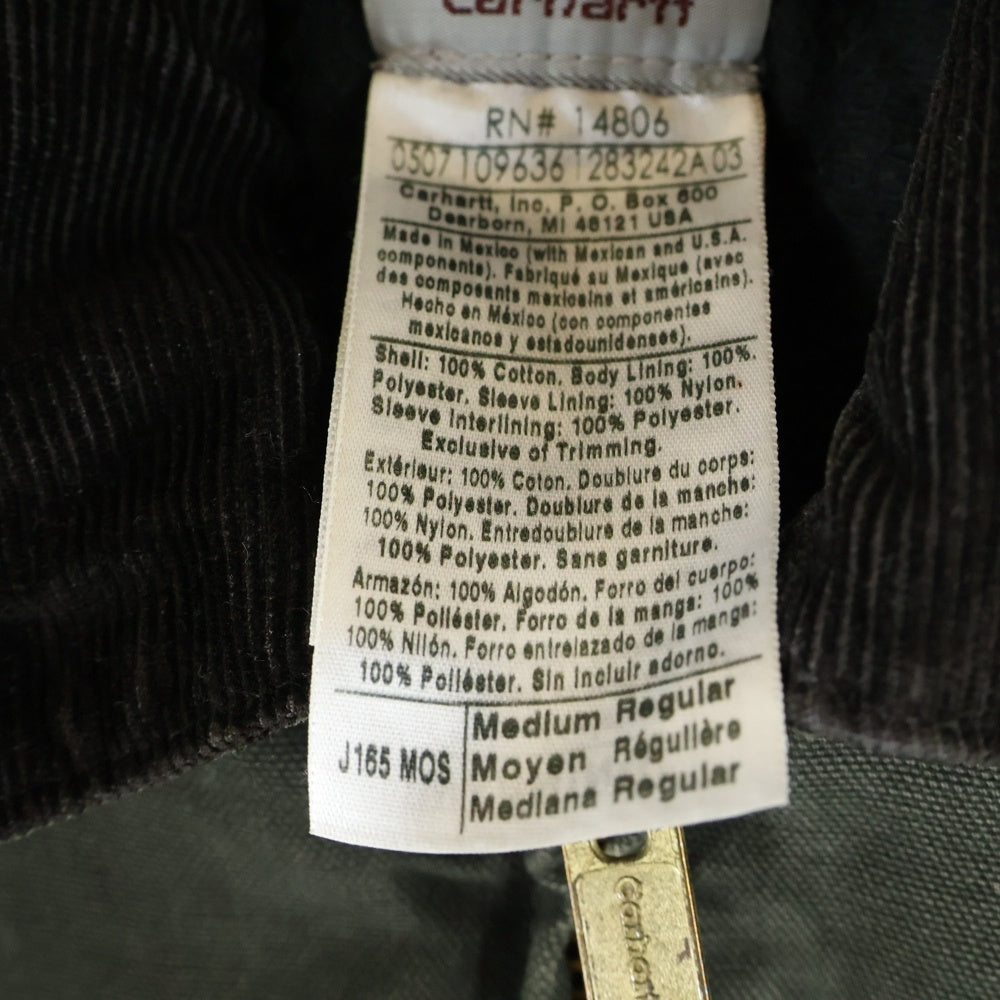 carhartt
RN# 14806
0507 109636 1283242A 03
Carhartt, Inc, P. O. Box 600
Dearborn, MI 48121 USA
Made in Mexico (with Mexican and U.S.A.
components). Fabriqué au Mexique (avec
des composants mexicains et américains).
Hecho en México (con componentes
mexicanos y estadounidenses).
Shell: 100% Cotton. Body Lining: 100%.
Polyester. Sleeve Lining: 100% Nylon.
Sleeve Interlining: 100% Polyester.
Exclusive of Trimming.
Extérieur: 100% Coton. Doublure du corps:
100% Polyester. Doublure de la manche:
100% Nylon. Entredoublure de la manche:
100% Polyester. Sans garniture.
Armazón: 100% Algodón. Forro del cuerpo:
100% Poliéster. Forro de la manga: 100%
100% Nilón. Forro entrelazado de la manga:
100% Poliéster. Sin incluir adorno.
J165 MOS
Medium Regular
Moyen Régulière
Mediana Regular
Carhartt